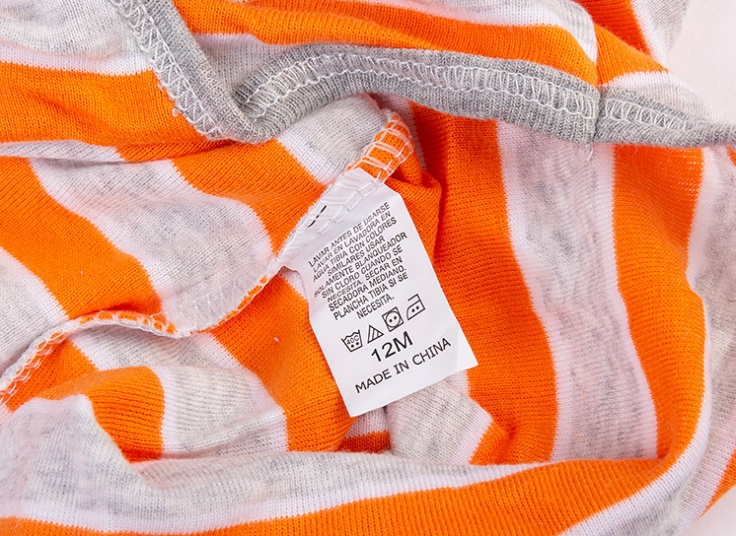 LAVAR ANTES DE USARSE
LAVAR EN LAVADORA EN
AGUA TIBIA CON COLORES
SIMILARES USAR
SOLAMENTE BLANQUEADOR
SIN CLORO CUANDO SE
NECESITA. SECAR EN
SECADORA MEDIANO.
PLANCHA TIBIA SI SE
NECESITA.
12M
MADE IN CHINA